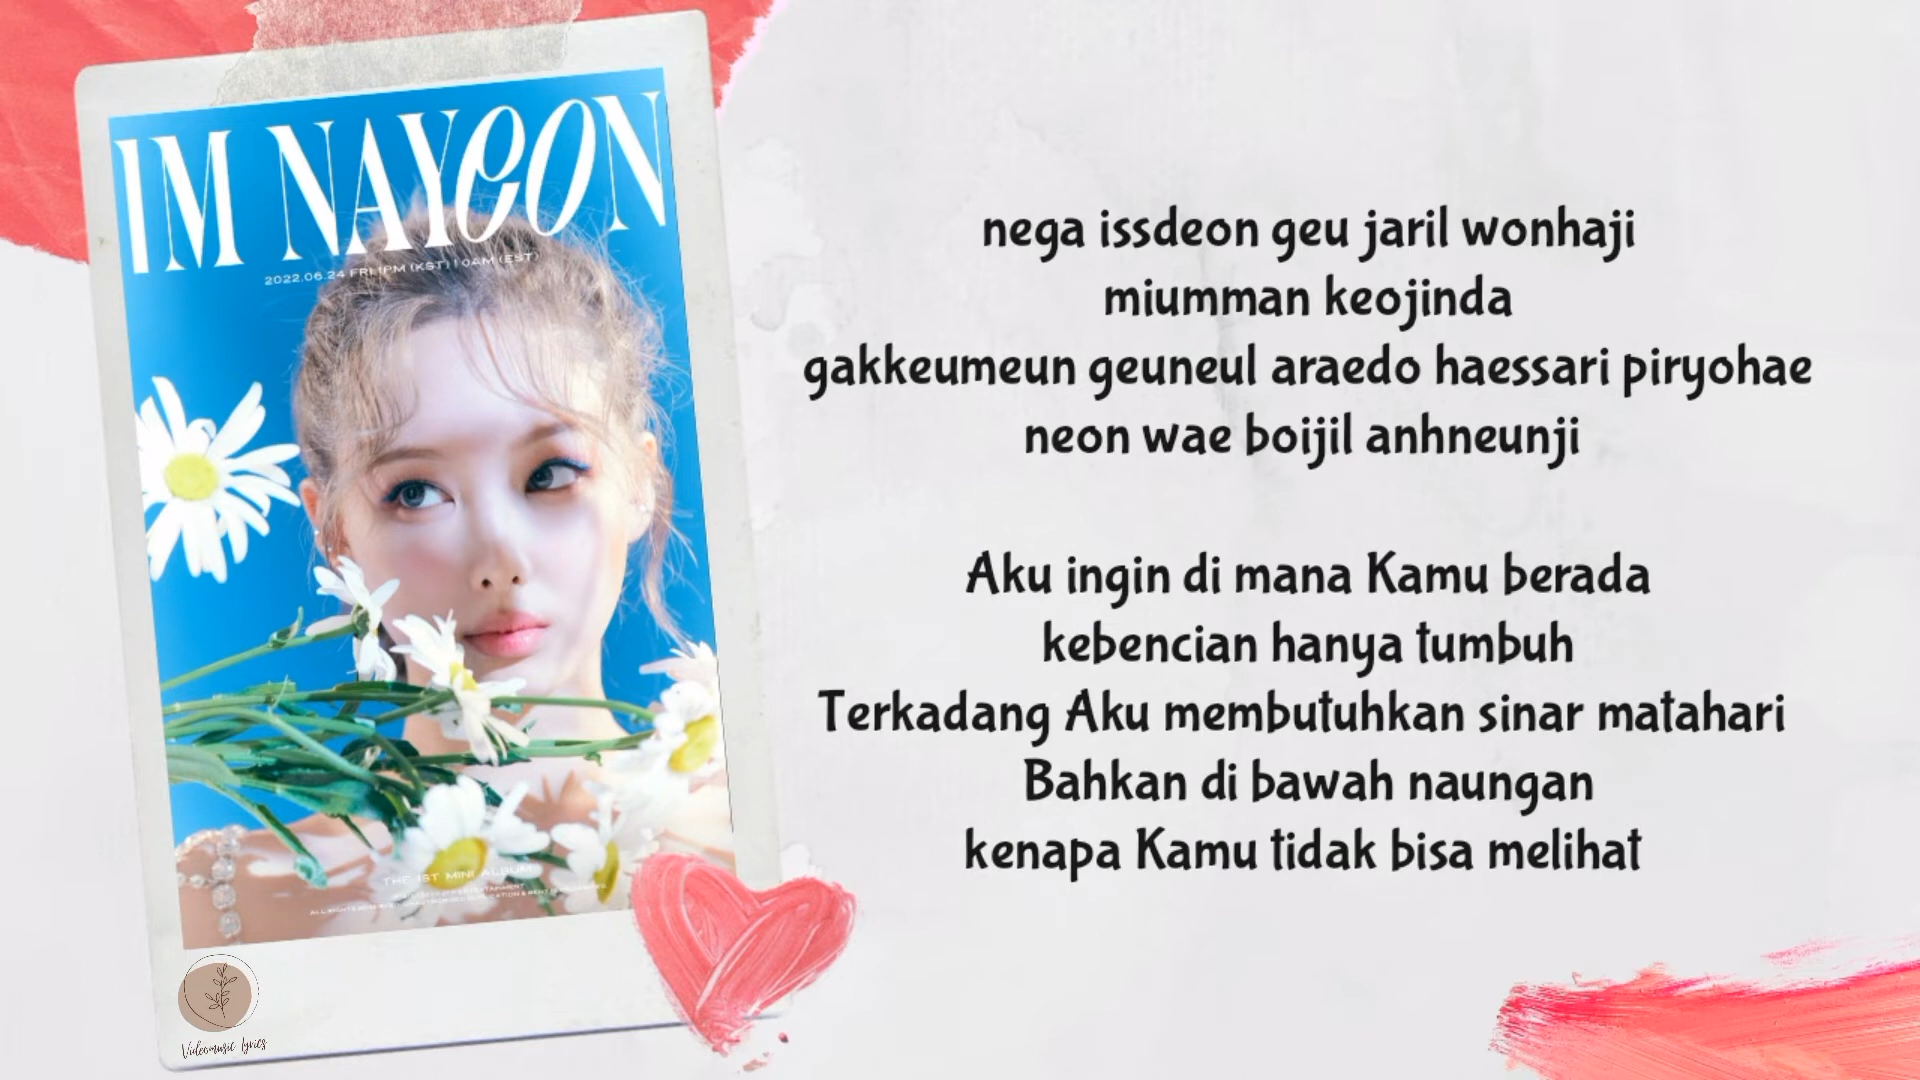 IM NAYEON
2022.06.24 FRI 1PM (KST) | 0AM (EST)
THE 1ST MINI ALBUM
nega issdeon geu jaril wonhaji
miumman keojinda
gakkeumeun geuneul araedo haessari piryohae
neon wae boijil anhneunji
Aku ingin di mana Kamu berada
kebencian hanya tumbuh
Terkadang Aku membutuhkan sinar matahari
Bahkan di bawah naungan
kenapa Kamu tidak bisa melihat
Videomusic lyrics